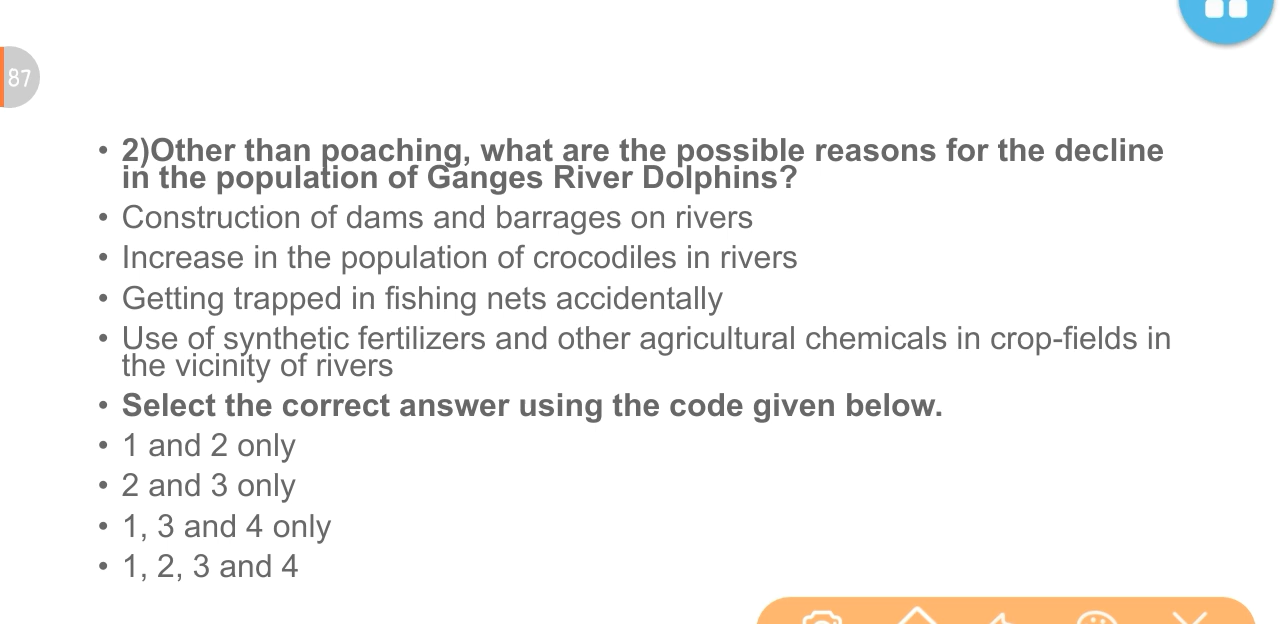 87
• 2)Other than poaching, what are the possible reasons for the decline
in the population of Ganges River Dolphins?
• Construction of dams and barrages on rivers
• Increase in the population of crocodiles in rivers
• Getting trapped in fishing nets accidentally
• Use of synthetic fertilizers and other agricultural chemicals in crop-fields in
the vicinity of rivers
• Select the correct answer using the code given below.
• 1 and 2 only
• 2 and 3 only
• 1, 3 and 4 only
• 1, 2, 3 and 4